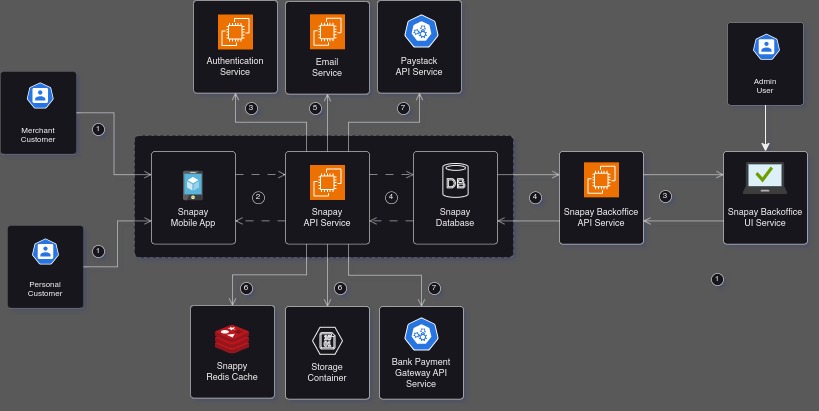 Authentication
Service
Email
Service
Paystack
API Service
Admin
User
Merchant
Customer
3
5
7
1
Snapay
Mobile App
2
Snapay
API Service
4
DB
Snapay
Database
4
Snapay Backoffice
API Service
3
Snapay Backoffice
UI Service
Personal
Customer
1
6
6
7
1
Snappy
Redis Cache
Storage
Container
Bank Payment
Gateway API
Service